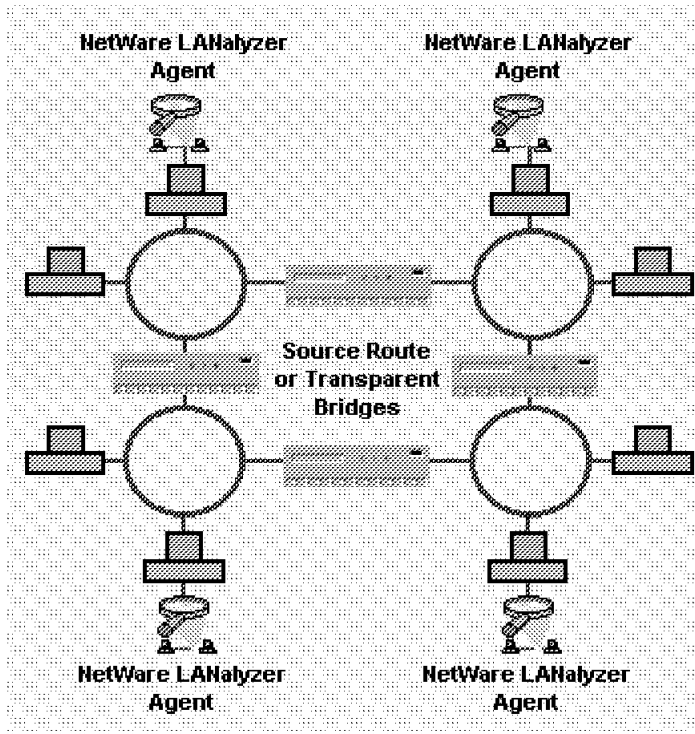 NetWare LANalyzer
Agent
NetWare LANalyzer
Agent
Source Route
or Transparent
Bridges
NetWare LANalyzer
Agent
NetWare LANalyzer
Agent